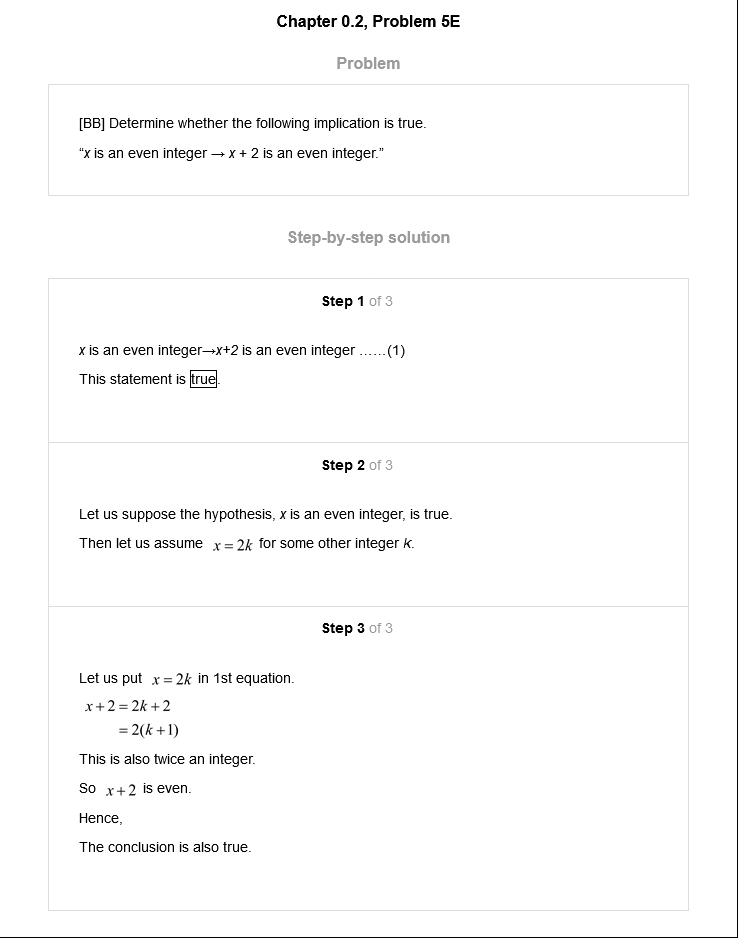 Chapter 0.2, Problem 5E
Problem
[BB] Determine whether the following implication is true.
“x is an even integer → x + 2 is an even integer.”
Step-by-step solution
Step 1 of 3
x is an even integer→x+2 is an even integer ……(1)
This statement is true.
Step 2 of 3
Let us suppose the hypothesis, x is an even integer, is true.
Then let us assume x = 2k for some other integer k.
Step 3 of 3
Let us put x = 2k in 1st equation.
x + 2 = 2k + 2
= 2(k + 1)
This is also twice an integer.
So x + 2 is even.
Hence,
The conclusion is also true.